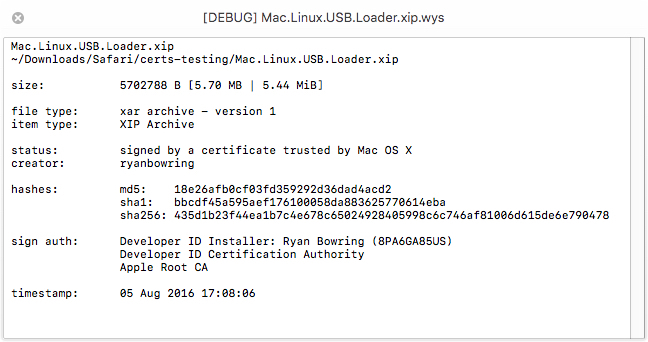 [DEBUG] Mac.Linux.USB.Loader.xip.wys
Mac.Linux.USB.Loader.xip
~/Downloads/Safari/certs-testing/Mac.Linux.USB.Loader.xip
size: 5702788 B [5.70 MB | 5.44 MiB]
file type: xar archive – version 1
item type: XIP Archive
status: signed by a certificate trusted by Mac OS X
creator: ryanbowring
hashes: md5: 18e26afb0cf03fd359292d36dad4acd2
sha1: bbcdf45a595aef176100058da883625770614eba
sha256: 435d1b23f44ea1b7c4e678c65024928405998c6c746af81006d615de6e790478
sign auth: Developer ID Installer: Ryan Bowring (8PA6GA85US)
Developer ID Certification Authority
Apple Root CA
timestamp: 05 Aug 2016 17:08:06